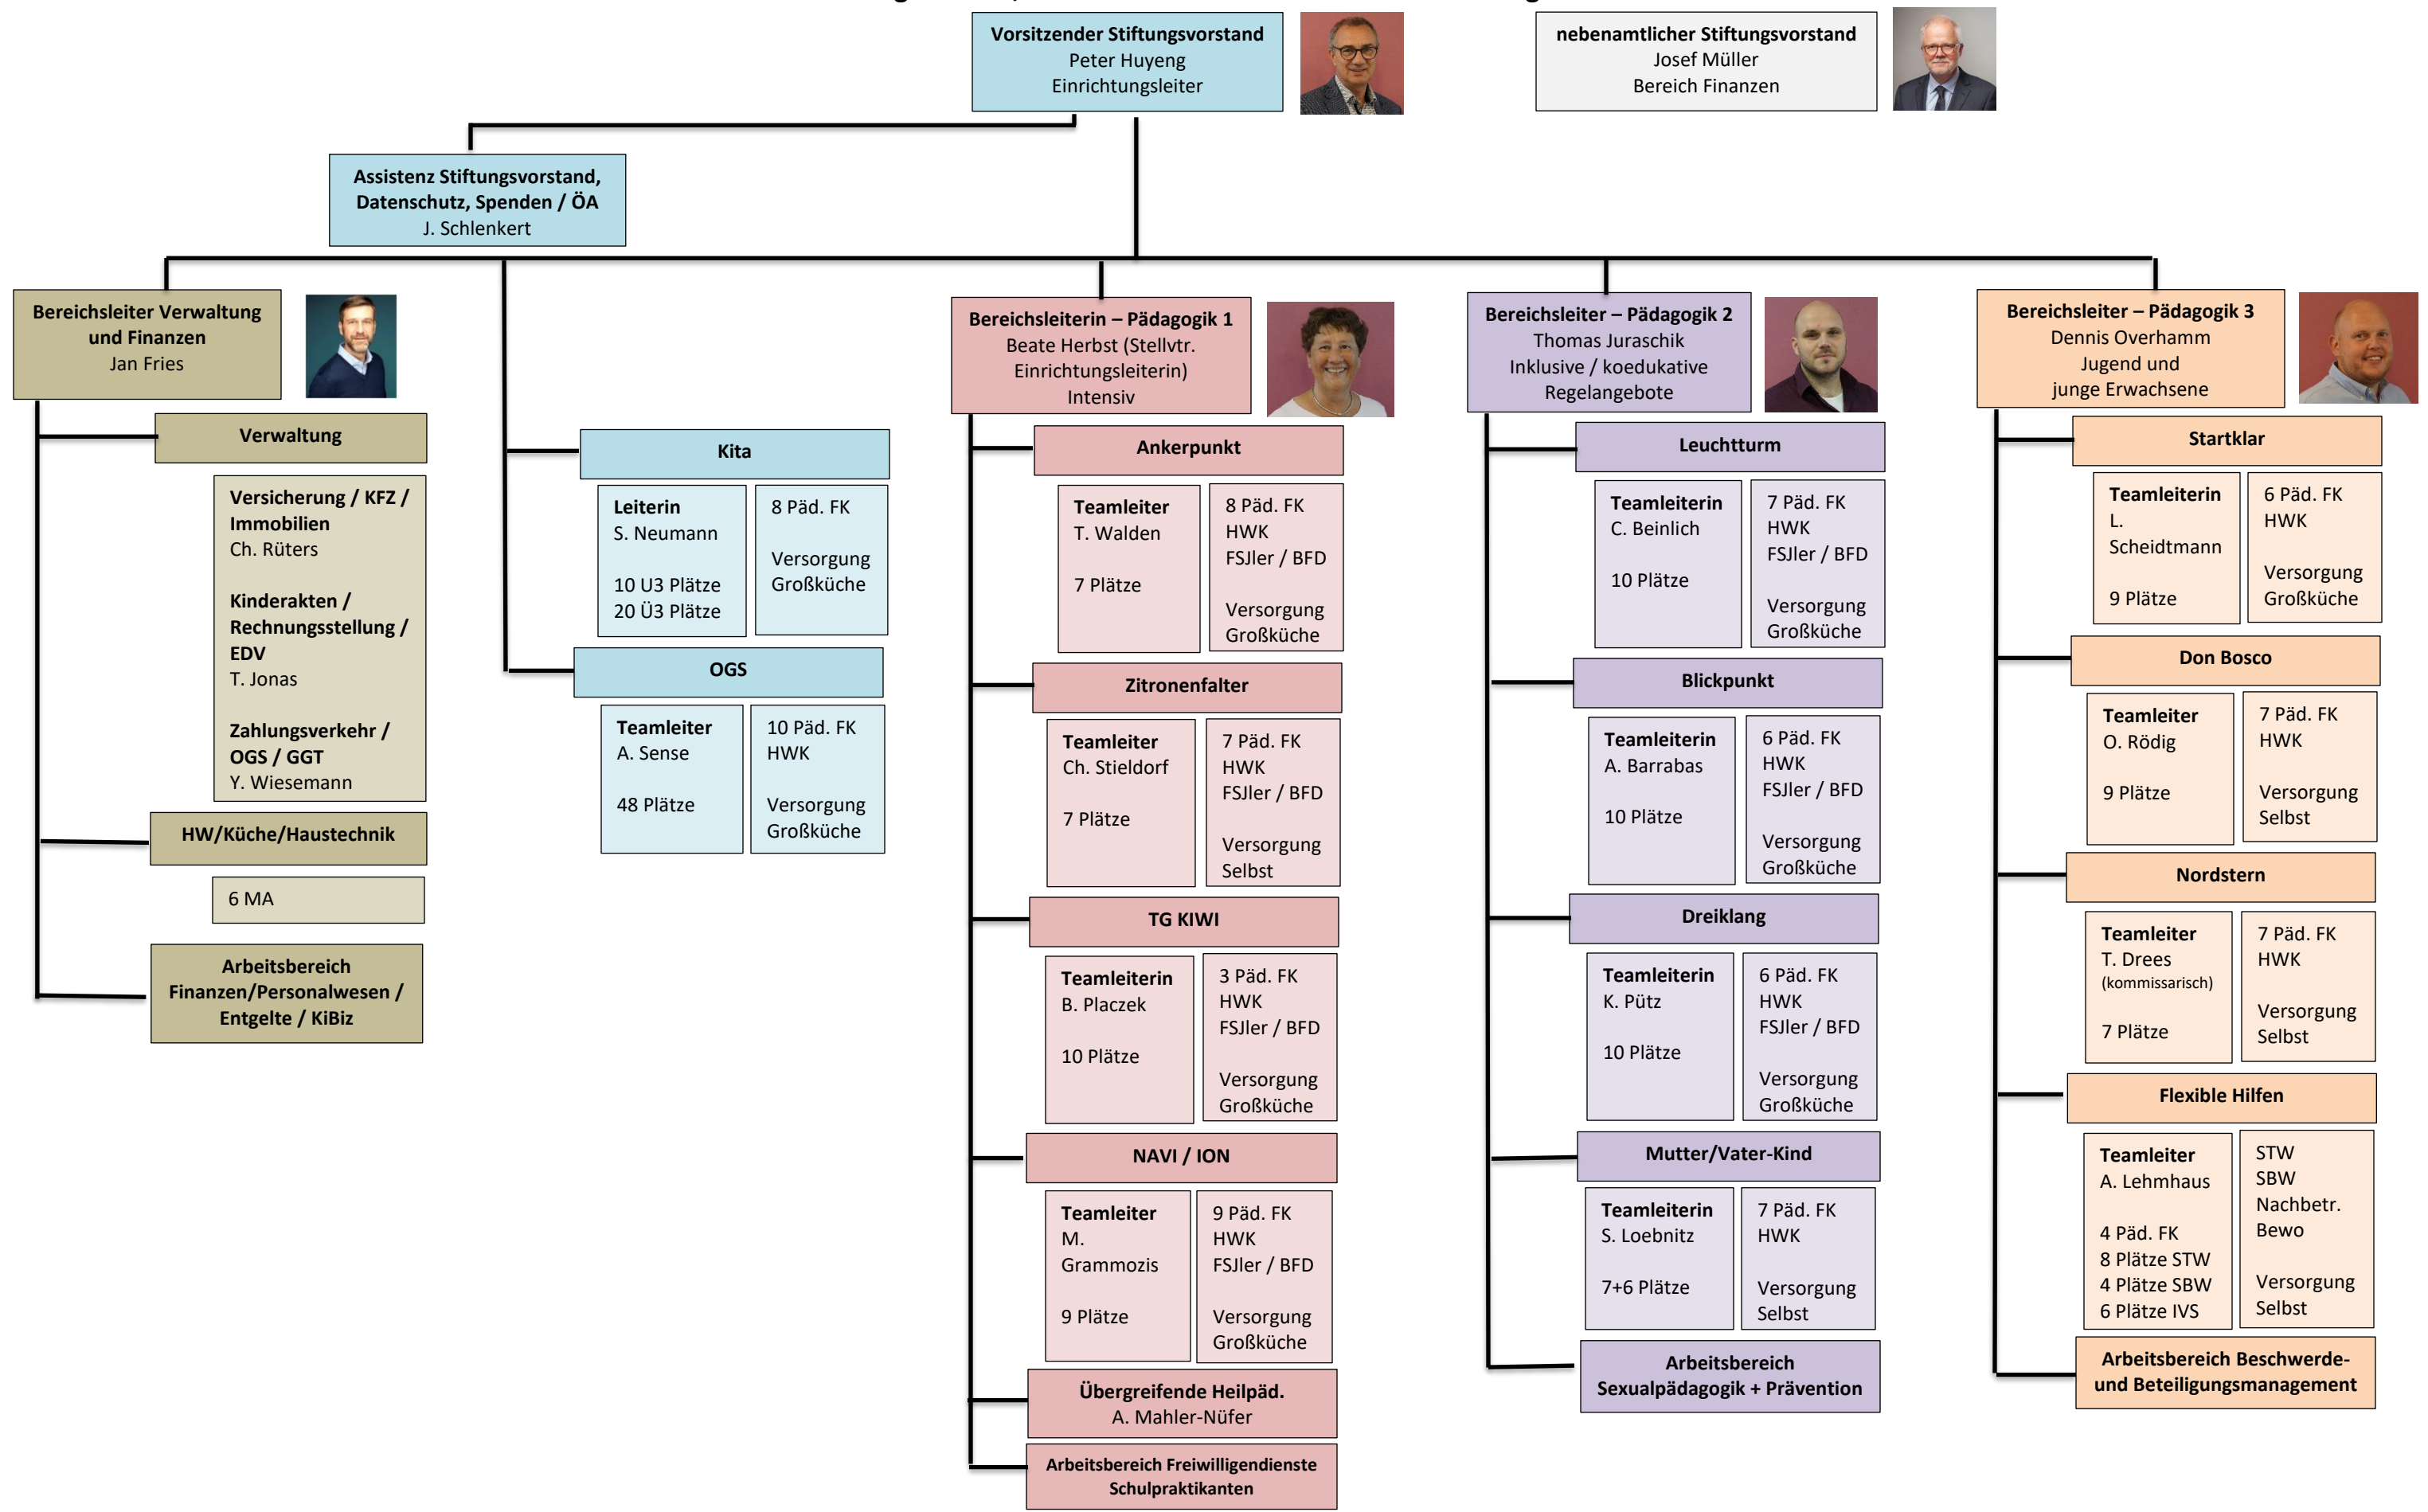 Vorsitzender Stiftungsvorstand
Peter Huyeng
Einrichtungsleiter
nebenamtlicher Stiftungsvorstand
Josef Müller
Bereich Finanzen
Assistenz Stiftungsvorstand,
Datenschutz, Spenden / ÖA
J. Schlenkert
Bereichsleiter Verwaltung
und Finanzen
Jan Fries
Verwaltung
Versicherung / KFZ /
Immobilien
Ch. Rüters
Kinderakten /
Rechnungsstellung /
EDV
T. Jonas
Zahlungsverkehr /
OGS / GGT
Y. Wiesemann
HW/Küche/Haustechnik
6 MA
Arbeitsbereich
Finanzen/Personalwesen /
Entgelte / KiBiz
Kita
Leiterin
S. Neumann
10 U3 Plätze
20 Ü3 Plätze
8 Päd. FK
Versorgung
Großküche
OGS
Teamleiter
A. Sense
48 Plätze
10 Päd. FK
HWK
Versorgung
Großküche
Bereichsleiterin – Pädagogik 1
Beate Herbst (Stellvtr.
Einrichtungsleiterin)
Intensiv
Ankerpunkt
Teamleiter
T. Walden
7 Plätze
8 Päd. FK
HWK
FSJler / BFD
Versorgung
Großküche
Zitronenfalter
Teamleiter
Ch. Stieldorf
7 Plätze
7 Päd. FK
HWK
FSJler / BFD
Versorgung
Selbst
TG KIWI
Teamleiterin
B. Placzek
10 Plätze
3 Päd. FK
HWK
FSJler / BFD
Versorgung
Großküche
NAVI / ION
Teamleiter
M.
Grammozis
9 Plätze
9 Päd. FK
HWK
FSJler / BFD
Versorgung
Großküche
Übergreifende Heilpäd.
A. Mahler-Nüfer
Arbeitsbereich Freiwilligendienste
Schulpraktikanten
Bereichsleiter – Pädagogik 2
Thomas Juraschik
Inklusive / koedukative
Regelangebote
Leuchtturm
Teamleiterin
C. Beinlich
10 Plätze
7 Päd. FK
HWK
FSJler / BFD
Versorgung
Großküche
Blickpunkt
Teamleiterin
A. Barrabas
10 Plätze
6 Päd. FK
HWK
FSJler / BFD
Versorgung
Großküche
Dreiklang
Teamleiterin
K. Pütz
10 Plätze
6 Päd. FK
HWK
FSJler / BFD
Versorgung
Großküche
Mutter/Vater-Kind
Teamleiterin
S. Loebnitz
7+6 Plätze
7 Päd. FK
HWK
Versorgung
Selbst
Arbeitsbereich
Sexualpädagogik + Prävention
Bereichsleiter – Pädagogik 3
Dennis Overhamm
Jugend und
junge Erwachsene
Startklar
Teamleiterin
L.
Scheidtmann
9 Plätze
6 Päd. FK
HWK
Versorgung
Großküche
Don Bosco
Teamleiter
O. Rödig
9 Plätze
7 Päd. FK
HWK
Versorgung
Selbst
Nordstern
Teamleiter
T. Drees
(kommissarisch)
7 Plätze
7 Päd. FK
HWK
Versorgung
Selbst
Flexible Hilfen
Teamleiter
A. Lehmhaus
4 Päd. FK
8 Plätze STW
4 Plätze SBW
6 Plätze IVS
STW
SBW
Nachbetr.
Bewo
Versorgung
Selbst
Arbeitsbereich Beschwerde-
und Beteiligungsmanagement